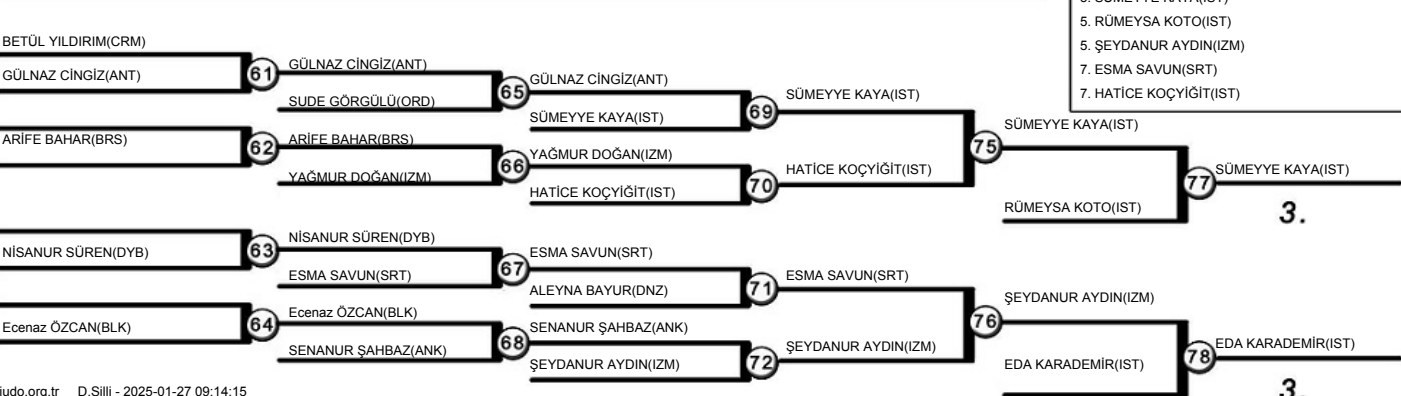 5. RÜMEYSA KOTO(IST)
5. ŞEYDANUR AYDIN(IZM)
7. ESMA SAVUN(SRT)
7. HATİCE KOÇYİĞİT(IST)
BETÜL YILDIRIM(CRM)
GÜLNAZ CİNGİZ(ANT)
61
GÜLNAZ CİNGİZ(ANT)
SUDE GÖRGÜLÜ(ORD)
65
GÜLNAZ CİNGİZ(ANT)
SÜMEYYE KAYA(IST)
69
SÜMEYYE KAYA(IST)
ARİFE BAHAR(BRS)
62
ARİFE BAHAR(BRS)
YAĞMUR DOĞAN(IZM)
66
YAĞMUR DOĞAN(IZM)
HATİCE KOÇYİĞİT(IST)
70
HATİCE KOÇYİĞİT(IST)
75
SÜMEYYE KAYA(IST)
RÜMEYSA KOTO(IST)
77
SÜMEYYE KAYA(IST)
3.
NİSANUR SÜREN(DYB)
63
NİSANUR SÜREN(DYB)
ESMA SAVUN(SRT)
67
ESMA SAVUN(SRT)
ALEYNA BAYUR(DNZ)
71
ESMA SAVUN(SRT)
Ecenaz ÖZCAN(BLK)
64
Ecenaz ÖZCAN(BLK)
SENANUR ŞAHBAZ(ANK)
68
SENANUR ŞAHBAZ(ANK)
ŞEYDANUR AYDIN(IZM)
72
ŞEYDANUR AYDIN(IZM)
76
ŞEYDANUR AYDIN(IZM)
EDA KARADEMİR(IST)
78
EDA KARADEMİR(IST)
3.
judo.org.tr D.Silli - 2025-01-27 09:14:15